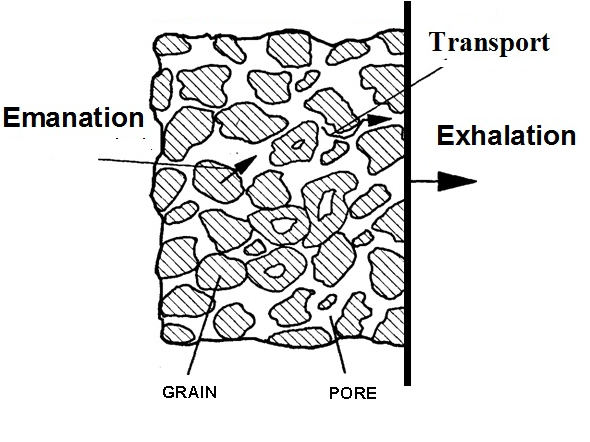 Transport
Emanation
Exhalation
GRAIN
PORE